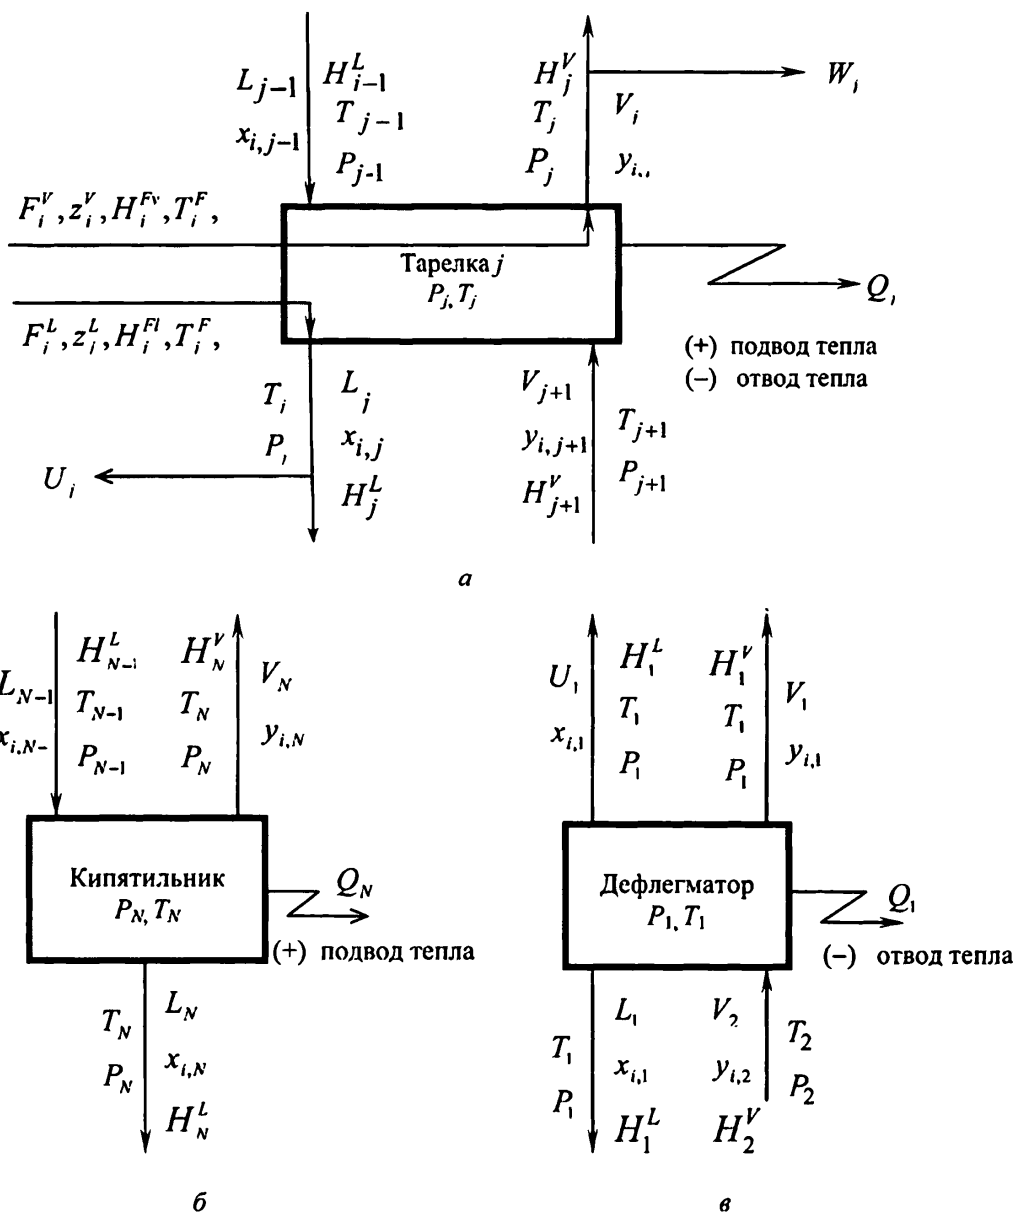 L_{j-1} H^L_{i-1} H^V_j W_i
T_{j-1} T_j V_i
x_{i,j-1} P_{j-1} P_j y_{i,.}
F^V_i, z^V_i, H^{Fv}_i, T^F_i,
Тарелка j
P_j, T_j
Q_i
F^L_i, z^L_i, H^{Fl}_i, T^F_i,
(+) подвод тепла
(–) отвод тепла
T_i L_j V_{j+1} T_{j+1}
P_i x_{i,j} y_{i,j+1} P_{j+1}
U_i H^L_j H^V_{j+1}
а
L_{N-1} H^L_{N-1} H^V_N V_N
T_{N-1} T_N
x_{i,N-} P_{N-1} P_N y_{i,N}
Кипятильник
P_N, T_N
Q_N
(+) подвод тепла
T_N L_N
P_N x_{i,N}
H^L_N
б
U_1 H^L_1 H^V_1 V_1
x_{i,1} T_1 T_1 y_{i,1}
P_1 P_1
Дефлегматор
P_1, T_1
Q_1
(–) отвод тепла
T_1 L_1 V_2 T_2
P_1 x_{i,1} y_{i,2} P_2
H^L_1 H^V_2
в